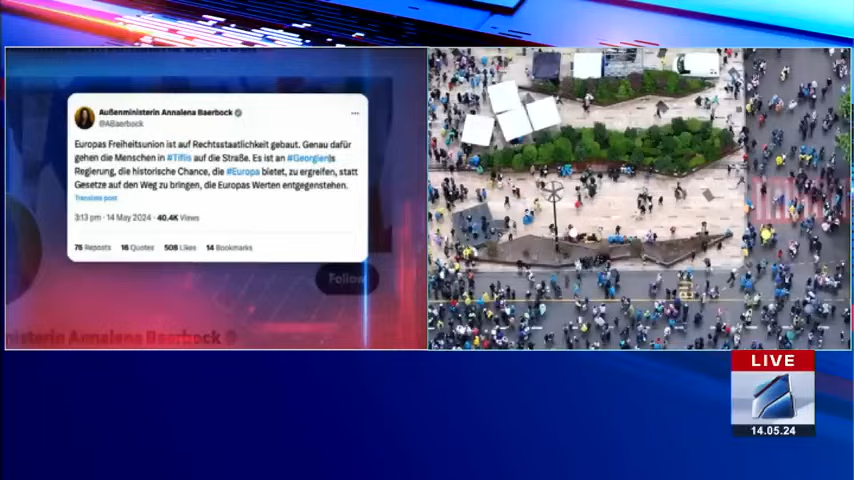 Außenministerin Annalena Baerbock
@ABaerbock
Europas Freiheitsunion ist auf Rechtsstaatlichkeit gebaut. Genau dafür
gehen die Menschen in #Tiflis auf die Straße. Es ist an #Georgiens
Regierung, die historische Chance, die #Europa bietet, zu ergreifen, statt
Gesetze auf den Weg zu bringen, die Europas Werten entgegenstehen.
Translate post
3:13 pm · 14 May 2024 · 40.4K Views
76 Reposts 16 Quotes 508 Likes 14 Bookmarks
Follow
nisterin Annalena Baerbock
LIVE
14.05.24